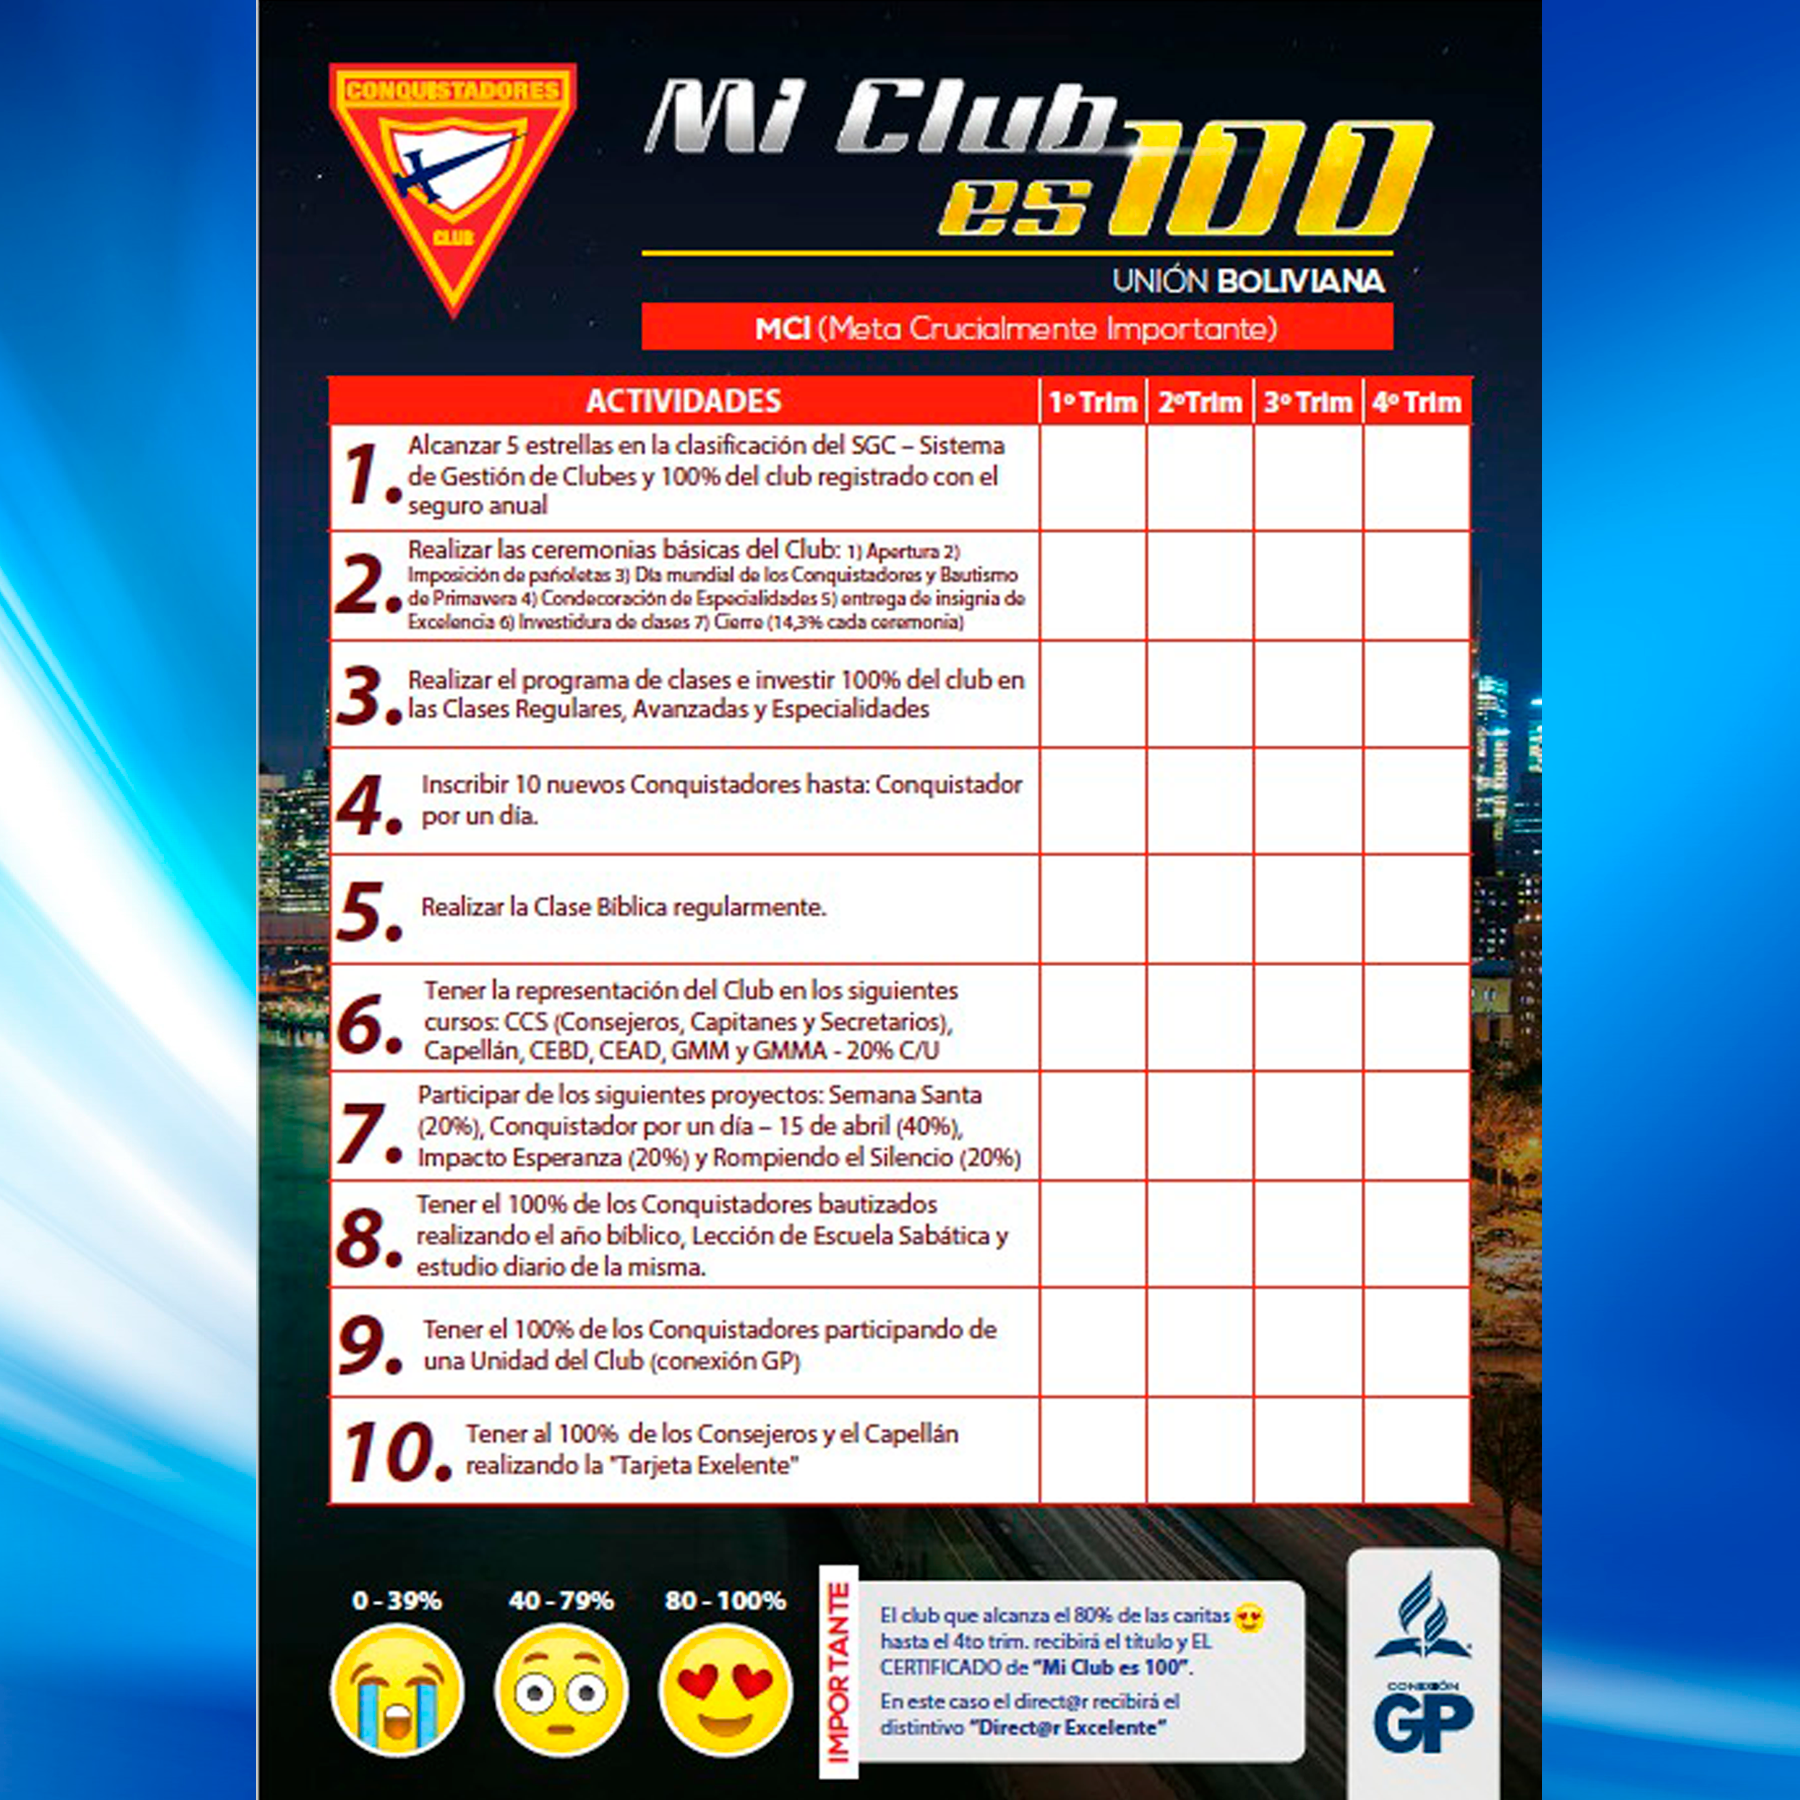 CONQUISTADORES
CLUB
Mi Club
es 100
UNIÓN BOLIVIANA
MCI (Meta Crucialmente Importante)
ACTIVIDADES 1º Trim 2ºTrim 3º Trim 4º Trim
1. Alcanzar 5 estrellas en la clasificación del SGC – Sistema
de Gestión de Clubes y 100% del club registrado con el
seguro anual
2. Realizar las ceremonias básicas del Club: 1) Apertura 2)
Imposición de pañoletas 3) Día mundial de los Conquistadores y Bautismo
de Primavera 4) Condecoración de Especialidades 5) entrega de insignia de
Excelencia 6) Investidura de clases 7) Cierre (14,3% cada ceremonia)
3. Realizar el programa de clases e investir 100% del club en
las Clases Regulares, Avanzadas y Especialidades
4. Inscribir 10 nuevos Conquistadores hasta: Conquistador
por un día.
5. Realizar la Clase Bíblica regularmente.
6. Tener la representación del Club en los siguientes
cursos: CCS (Consejeros, Capitanes y Secretarios),
Capellán, CEBD, CEAD, GMM y GMMA - 20% C/U
7. Participar de los siguientes proyectos: Semana Santa
(20%), Conquistador por un día – 15 de abril (40%),
Impacto Esperanza (20%) y Rompiendo el Silencio (20%)
8. Tener el 100% de los Conquistadores bautizados
realizando el año bíblico, Lección de Escuela Sabática y
estudio diario de la misma.
9. Tener el 100% de los Conquistadores participando de
una Unidad del Club (conexión GP)
10. Tener al 100% de los Consejeros y el Capellán
realizando la "Tarjeta Exelente"
0 - 39% 40 - 79% 80 - 100%
IMPORTANTE
El club que alcanza el 80% de las caritas
hasta el 4to trim. recibirá el título y EL
CERTIFICADO de “Mi Club es 100”.
En este caso el direct@r recibirá el
distintivo “Direct@r Excelente”
CONEXIÓN
GP